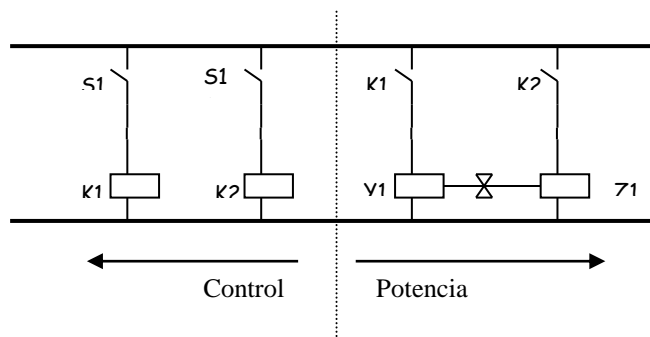 S1 S1 K1 K2
K1 K2 Y1 Z1
Control Potencia